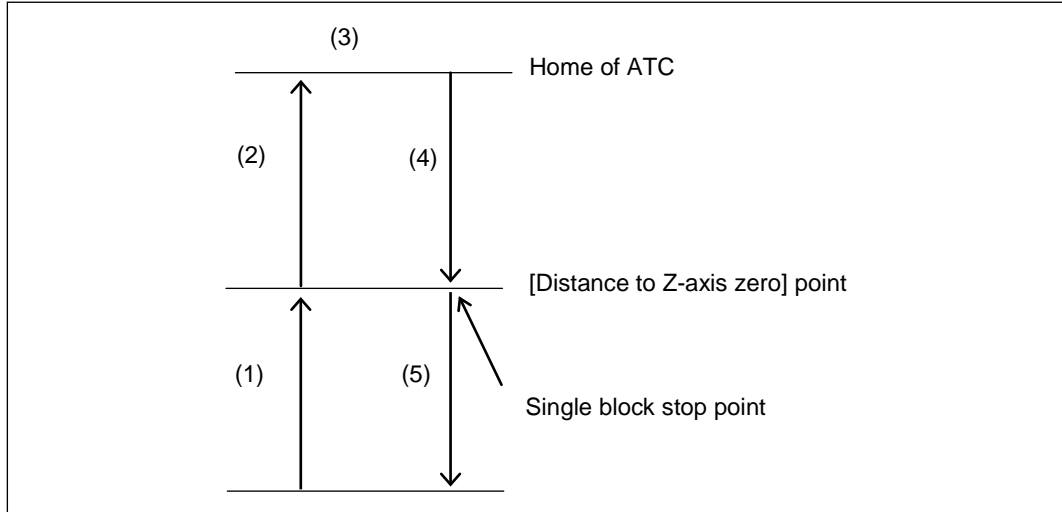 (3)
Home of ATC
(2)
(4)
[Distance to Z-axis zero] point
(1)
(5)
Single block stop point